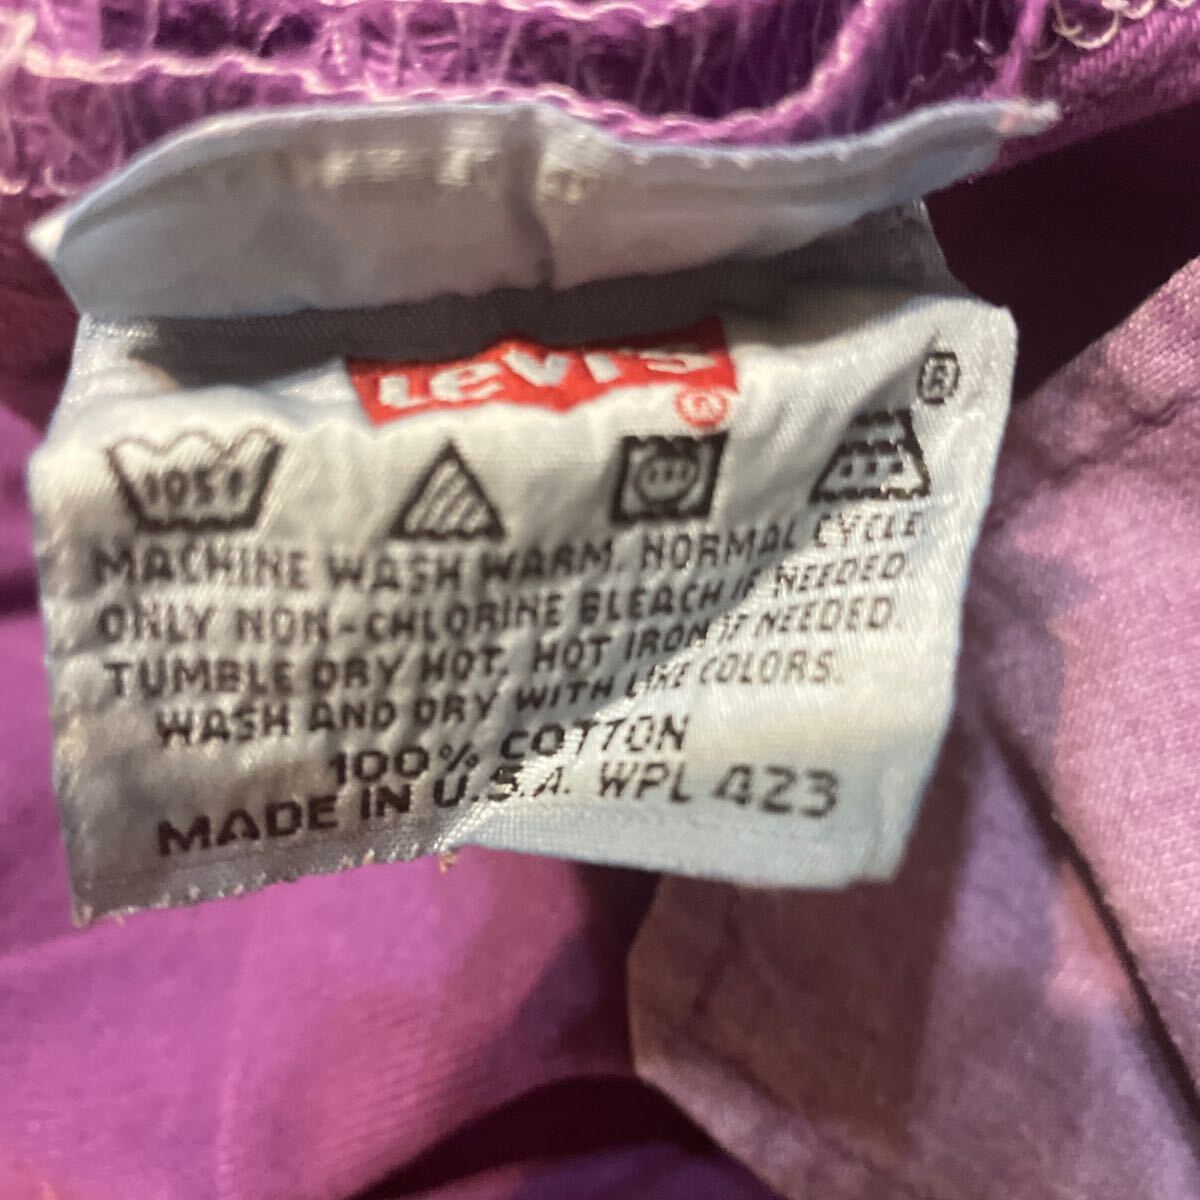 Levi's ®
®
105F
MACHINE WASH WARM. NORMAL CYCLE
ONLY NON-CHLORINE BLEACH IF NEEDED
TUMBLE DRY HOT. HOT IRON IF NEEDED.
WASH AND DRY WITH LIKE COLORS.
100% COTTON
MADE IN U.S.A. WPL 423